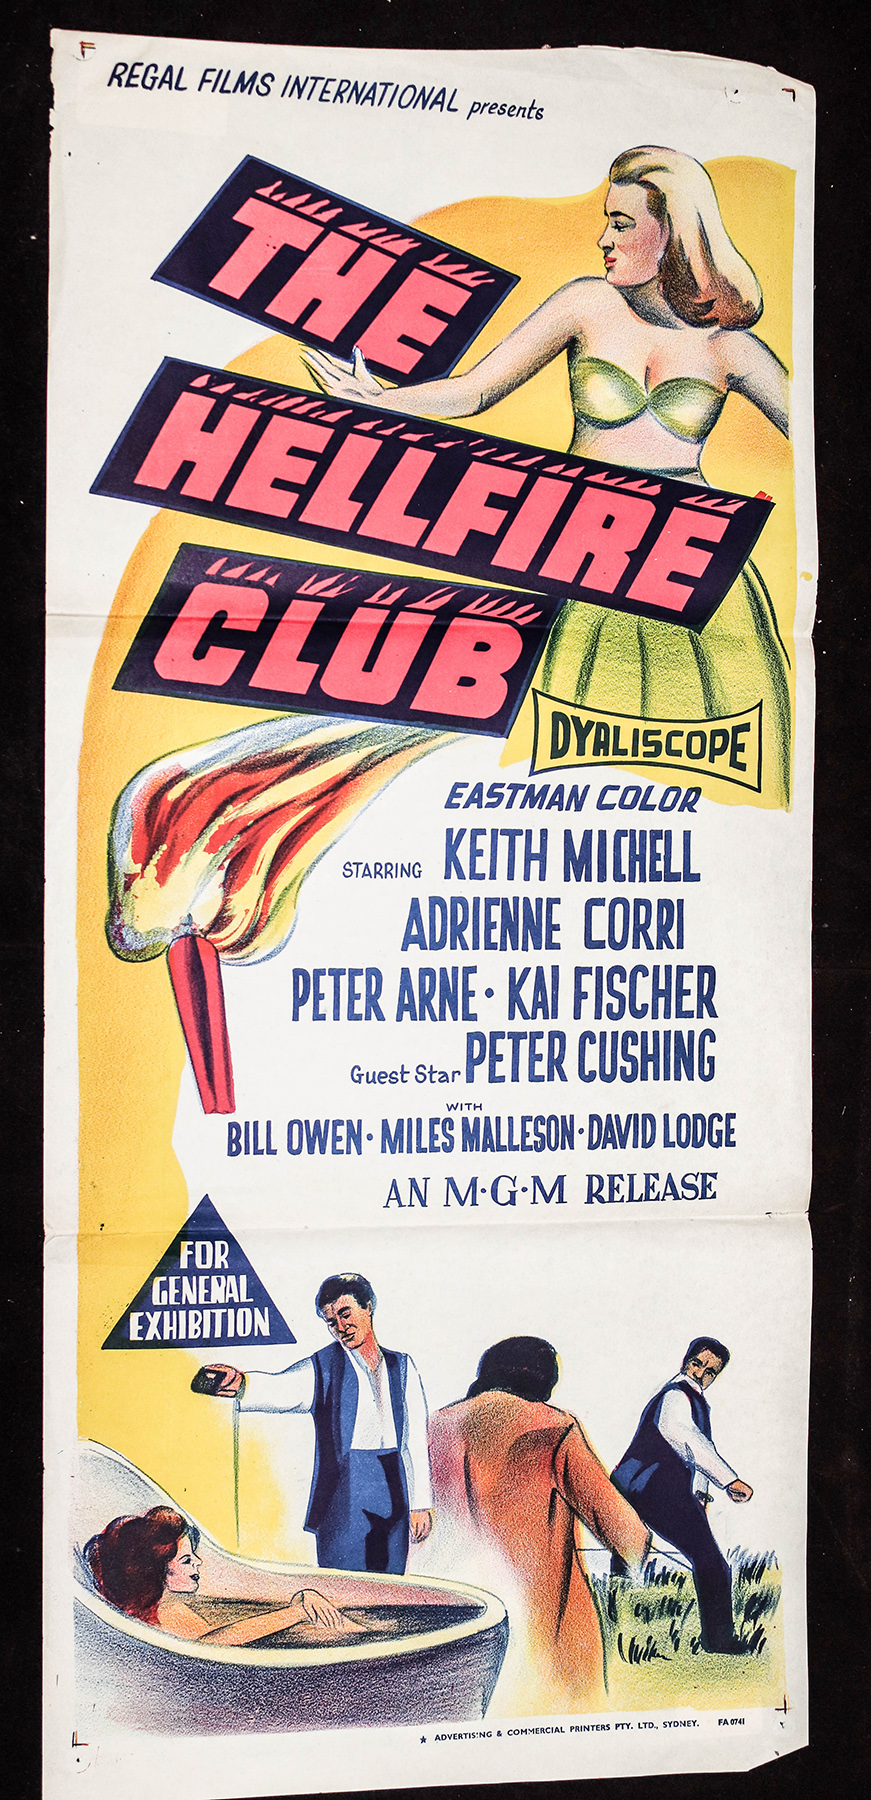 REGAL FILMS INTERNATIONAL presents
THE
HELLFIRE
CLUB
DYALISCOPE
EASTMAN COLOR
STARRING KEITH MICHELL
ADRIENNE CORRI
PETER ARNE · KAI FISCHER
Guest Star PETER CUSHING
WITH
BILL OWEN · MILES MALLESON · DAVID LODGE
AN M·G·M RELEASE
FOR
GENERAL
EXHIBITION
★ ADVERTISING & COMMERCIAL PRINTERS PTY. LTD., SYDNEY. FA 0741